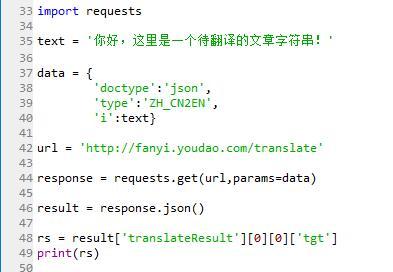 33 import requests
34
35 text = '你好，这里是一个待翻译的文章字符串！'
36
37 data = {
38         'doctype':'json',
39         'type':'ZH_CN2EN',
40         'i':text}
41
42 url = 'http://fanyi.youdao.com/translate'
43
44 response = requests.get(url,params=data)
45
46 result = response.json()
47
48 rs = result['translateResult'][0][0]['tgt']
49 print(rs)
50